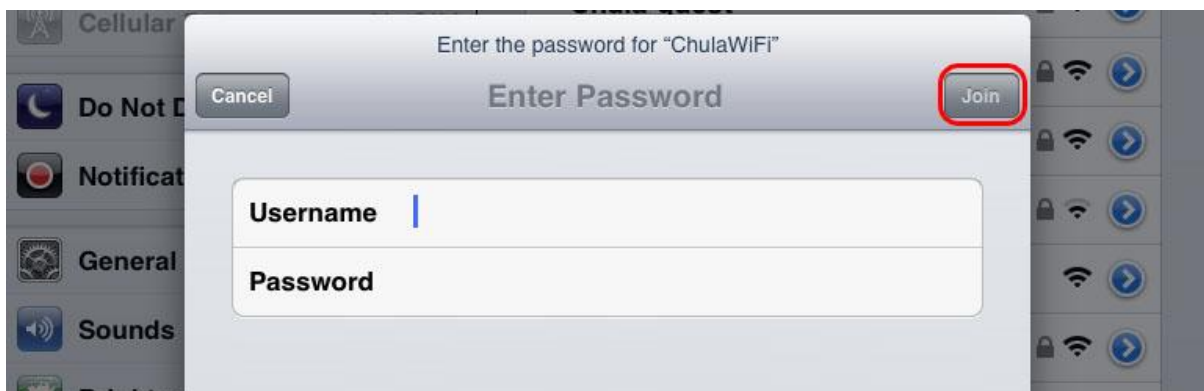 Cellular
Enter the password for “ChulaWiFi”
Cancel
Enter Password
Join
Do Not D
Notificat
Username
General
Password
Sounds